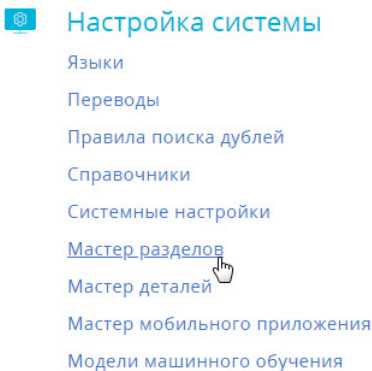 Настройка системы
Языки
Переводы
Правила поиска дублей
Справочники
Системные настройки
Мастер разделов
Мастер деталей
Мастер мобильного приложения
Модели машинного обучения